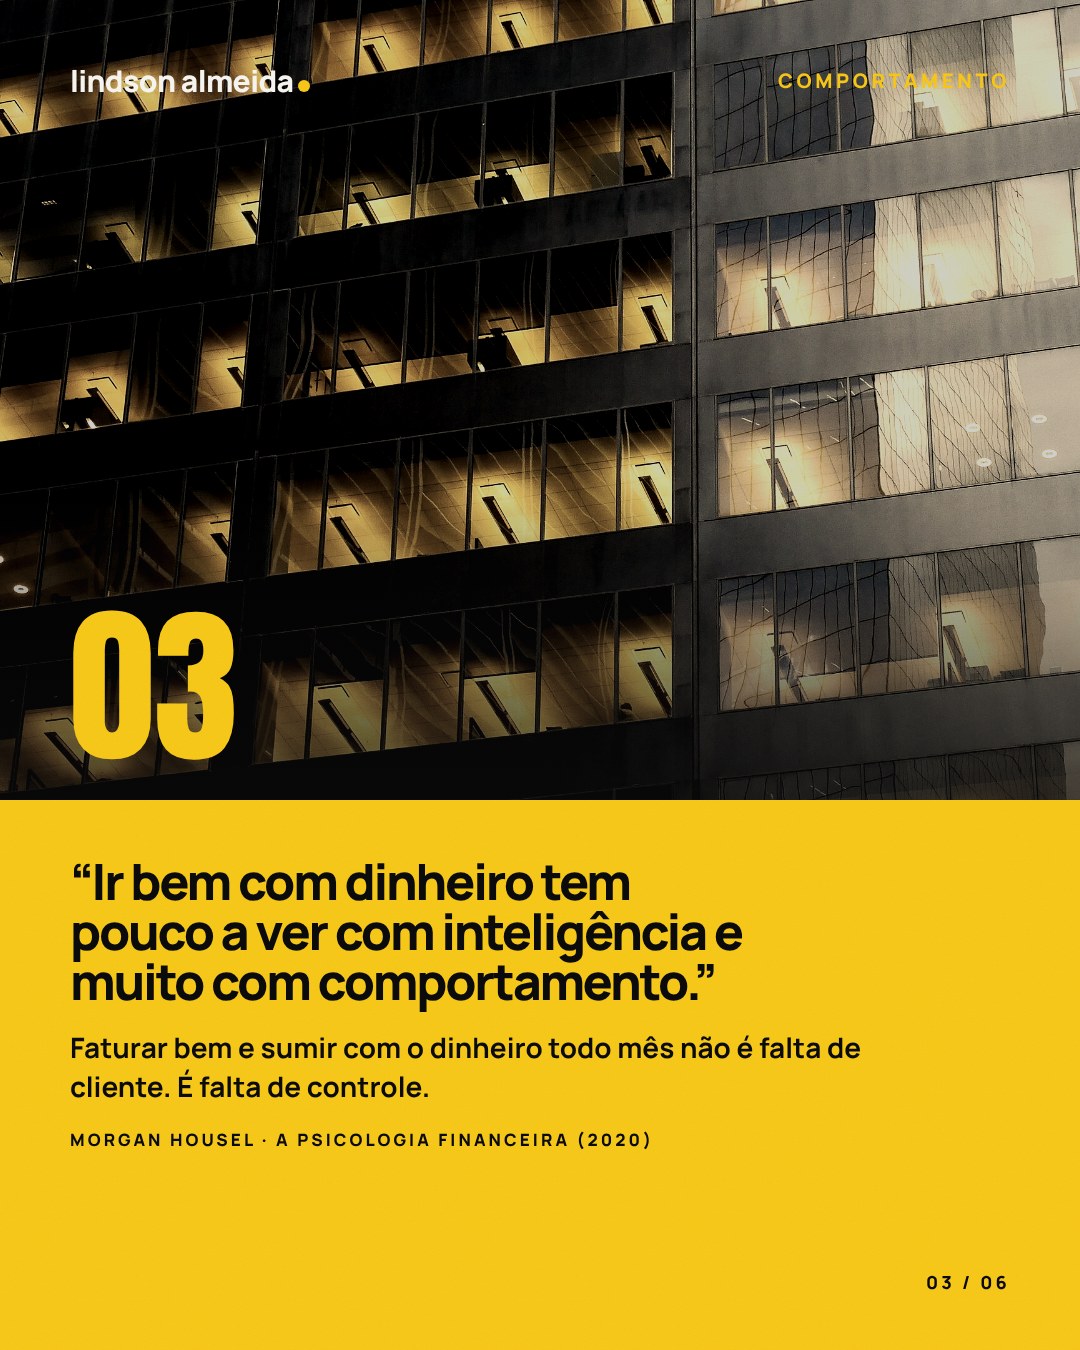 lindson almeida.
COMPORTAMENTO
03
“Ir bem com dinheiro tem
pouco a ver com inteligência e
muito com comportamento.”
Faturar bem e sumir com o dinheiro todo mês não é falta de
cliente. É falta de controle.
MORGAN HOUSEL · A PSICOLOGIA FINANCEIRA (2020)
03 / 06